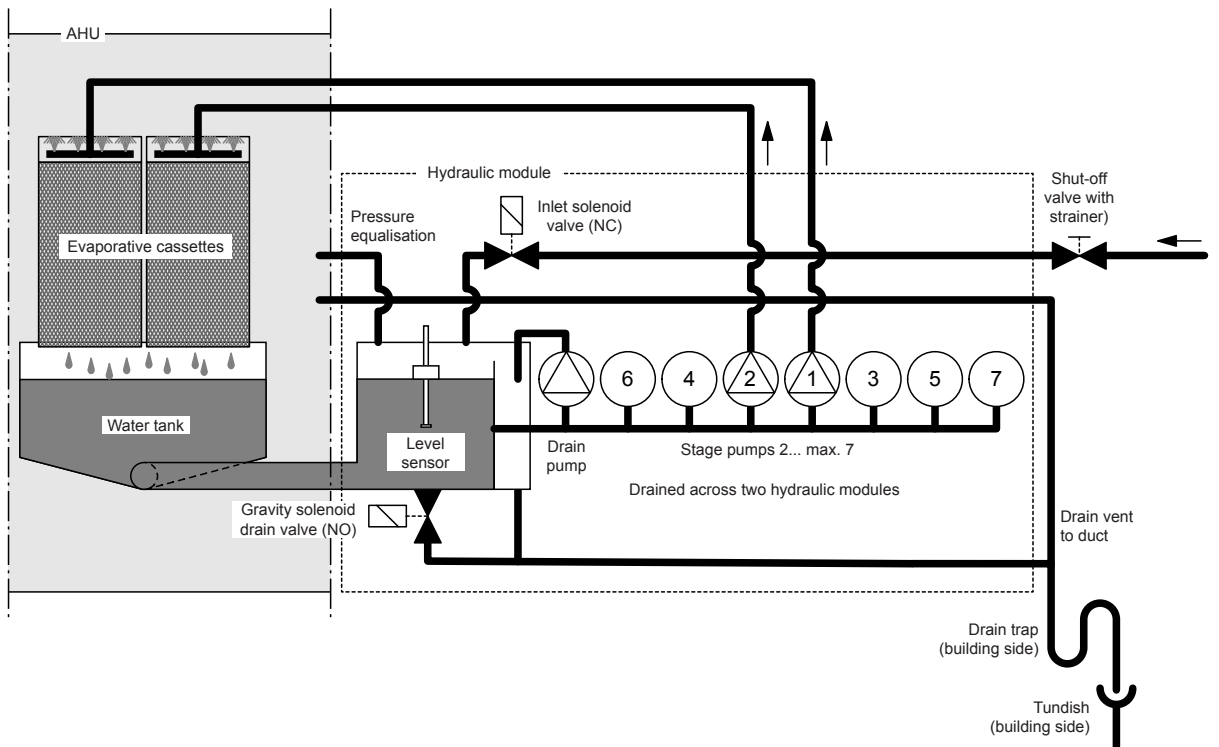 AHU
Hydraulic module
Inlet solenoid
valve (NC)
Shut-off
valve with
strainer)
Pressure
equalisation
Evaporative cassettes
6
4
2
1
3
5
7
Water tank
Level
sensor
Drain
pump
Stage pumps 2... max. 7
Drained across two hydraulic modules
Gravity solenoid
drain valve (NO)
Drain vent
to duct
Drain trap
(building side)
Tundish
(building side)